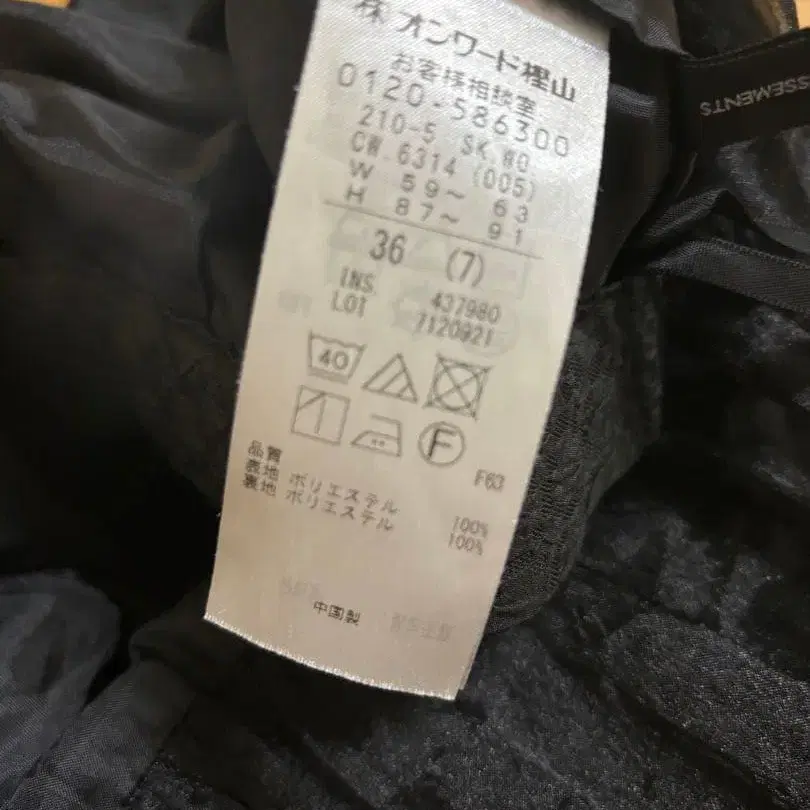 株 オンワード樫山
お客様相談室
0120-586300
210-5 SK.WO.
CW.6314 (005)
W 59～ 63
H 87～ 91
36 (7)
INS. 437980
LOT 7120921
40
F
F63
品質
表地 ポリエステル 100%
裏地 ポリエステル 100%
中国製
SSEMENTS